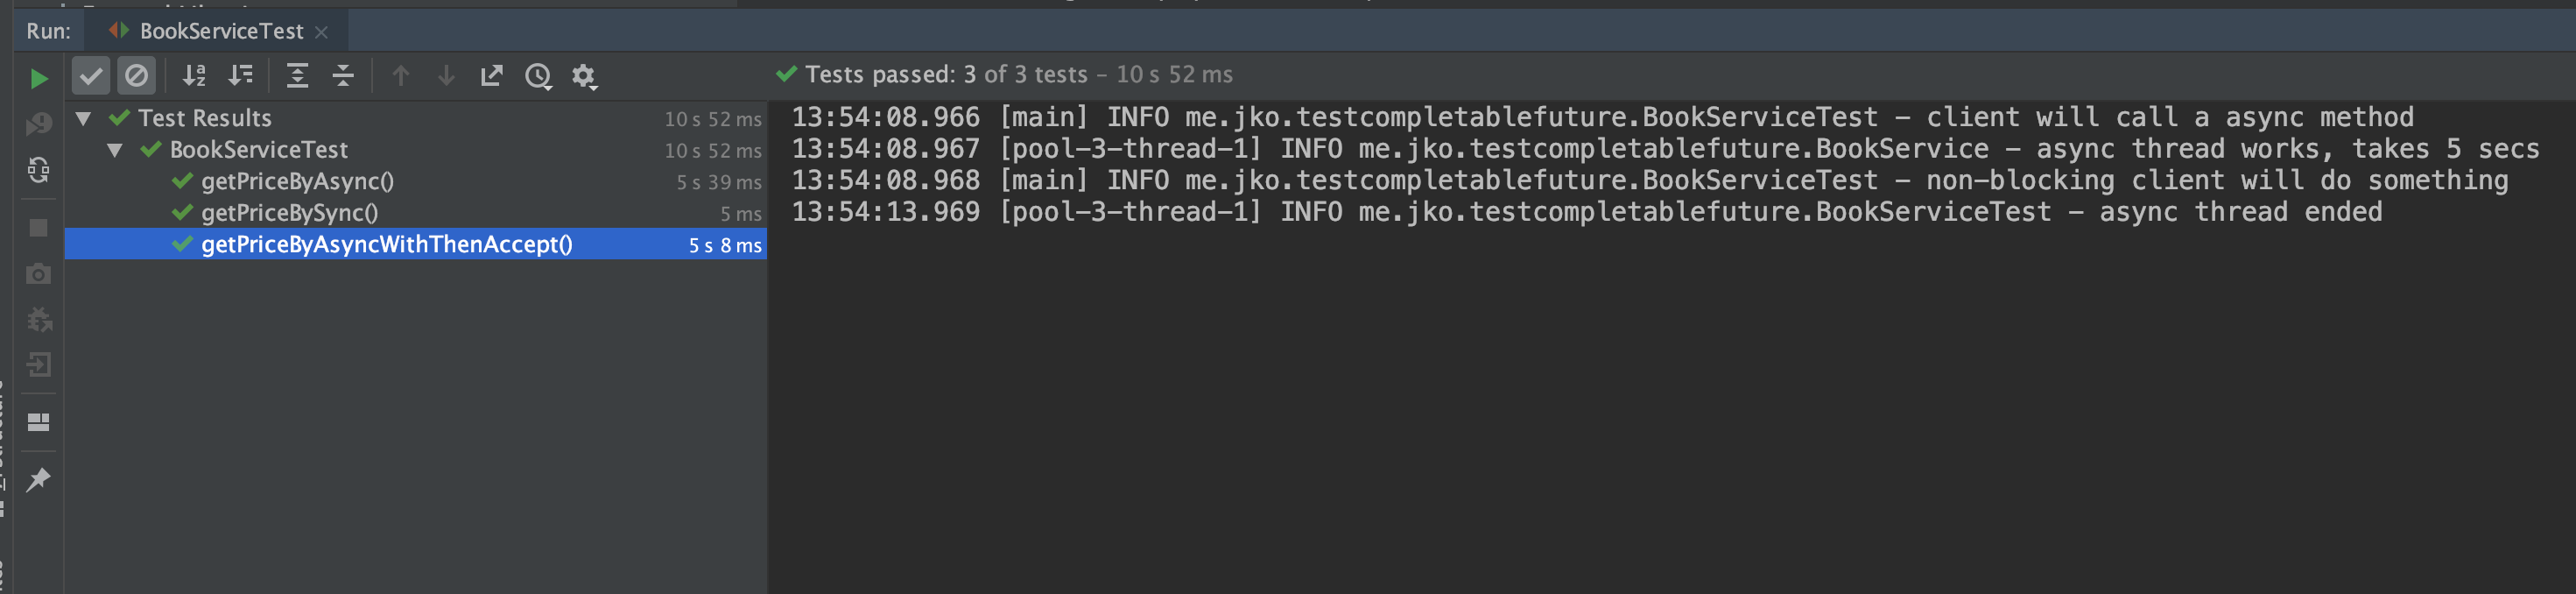 Run: BookServiceTest
Tests passed: 3 of 3 tests – 10 s 52 ms
Test Results 10 s 52 ms
BookServiceTest 10 s 52 ms
getPriceByAsync() 5 s 39 ms
getPriceBySync() 5 ms
getPriceByAsyncWithThenAccept() 5 s 8 ms
13:54:08.966 [main] INFO me.jko.testcompletablefuture.BookServiceTest - client will call a async method
13:54:08.967 [pool-3-thread-1] INFO me.jko.testcompletablefuture.BookService - async thread works, takes 5 secs
13:54:08.968 [main] INFO me.jko.testcompletablefuture.BookServiceTest - non-blocking client will do something
13:54:13.969 [pool-3-thread-1] INFO me.jko.testcompletablefuture.BookServiceTest - async thread ended